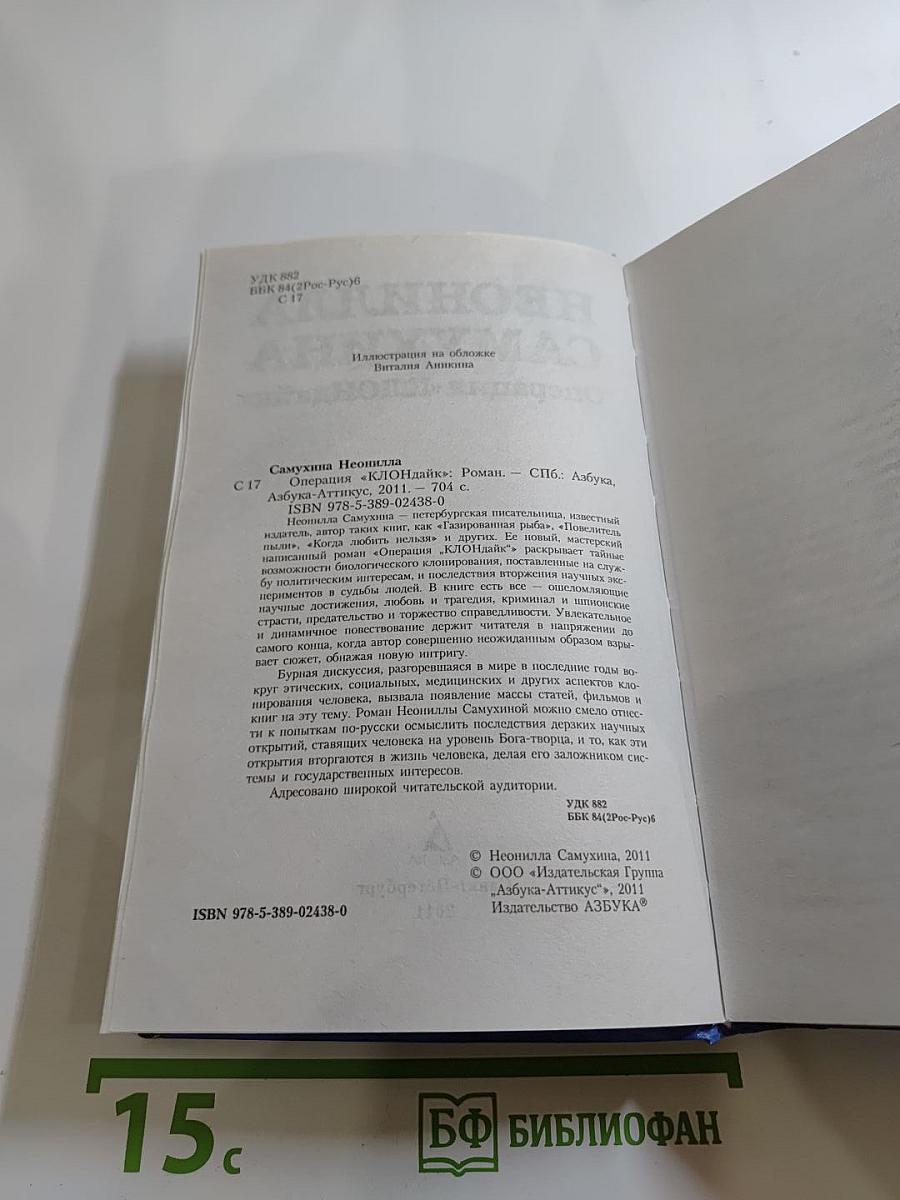 УДК 882
ББК 84(2Рос-Рус)6
С 17
Иллюстрация на обложке
Виталия Аникина
Самухина Неонилла
С 17 Операция «КЛОНдайк»: Роман. — СПб.: Азбука,
Азбука-Аттикус, 2011. — 704 с.
ISBN 978-5-389-02438-0
Неонилла Самухина — петербургская писательница, известный
издатель, автор таких книг, как «Газированная рыба», «Повелитель
пыли», «Когда любить нельзя» и других. Ее новый, мастерский
написанный роман «Операция „КЛОНдайк“» раскрывает тайные
возможности биологического клонирования, поставленные на служ-
бу политическим интересам, и последствия вторжения научных экс-
периментов в судьбы людей. В книге есть все — ошеломляющие
научные достижения, любовь и трагедия, криминал и шпионские
страсти, предательство и торжество справедливости. Увлекательное
и динамичное повествование держит читателя в напряжении до
самого конца, когда автор совершенно неожиданным образом взры-
вает сюжет, обнажая новую интригу.
Бурная дискуссия, разгоревшаяся в мире в последние годы во-
круг этических, социальных, медицинских и других аспектов кло-
нирования человека, вызвала появление массы статей, фильмов и
книг на эту тему. Роман Неониллы Самухиной можно смело отнес-
ти к попыткам по-русски осмыслить последствия дерзких научных
открытий, ставящих человека на уровень Бога-творца, и то, как эти
открытия вторгаются в жизнь человека, делая его заложником сис-
темы и государственных интересов.
Адресовано широкой читательской аудитории.
УДК 882
ББК 84(2Рос-Рус)6
© Неонилла Самухина, 2011
© ООО «Издательская Группа
„Азбука-Аттикус“», 2011
Издательство АЗБУКА®
ISBN 978-5-389-02438-0
15 с
БФ БИБЛИОФАН